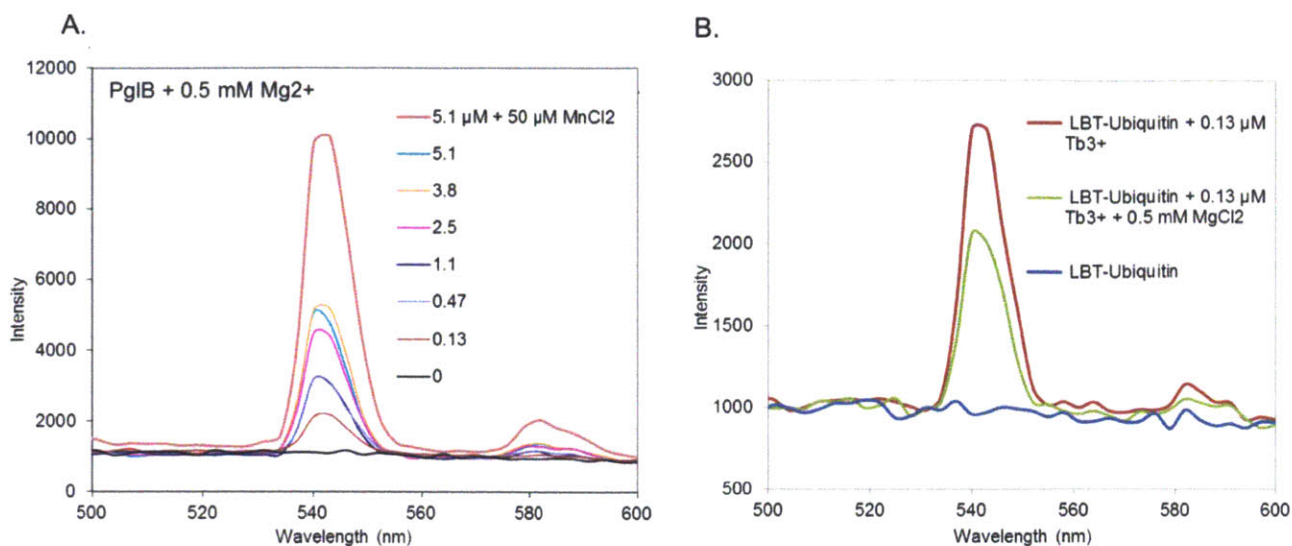 A.
PglB + 0.5 mM Mg2+
12000
10000
8000
6000
4000
2000
0
Intensity
5.1 µM + 50 µM MnCl2
5.1
3.8
2.5
1.1
0.47
0.13
0
500
520
540
560
580
600
Wavelength (nm)
B.
3000
2500
2000
1500
1000
500
Intensity
LBT-Ubiquitin + 0.13 µM
Tb3+
LBT-Ubiquitin + 0.13 µM
Tb3+ + 0.5 mM MgCl2
LBT-Ubiquitin
500
520
540
560
580
600
Wavelength (nm)